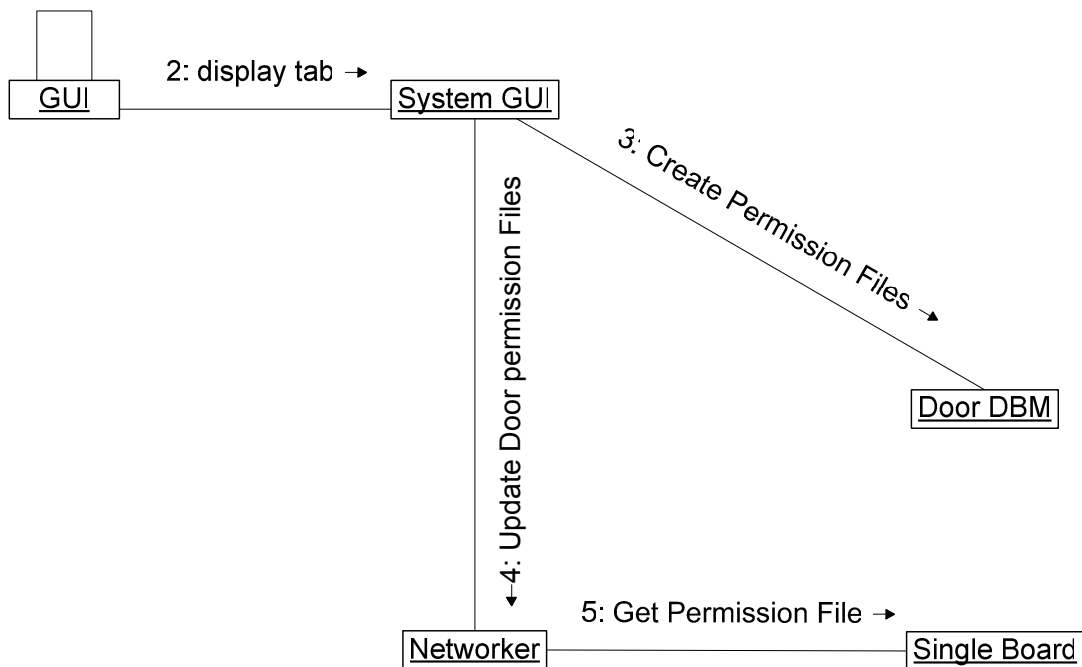 2: display tab
GUI
System GUI
3: Create Permission Files
4: Update Door permission Files
Door DBM
5: Get Permission File
Networker
Single Board